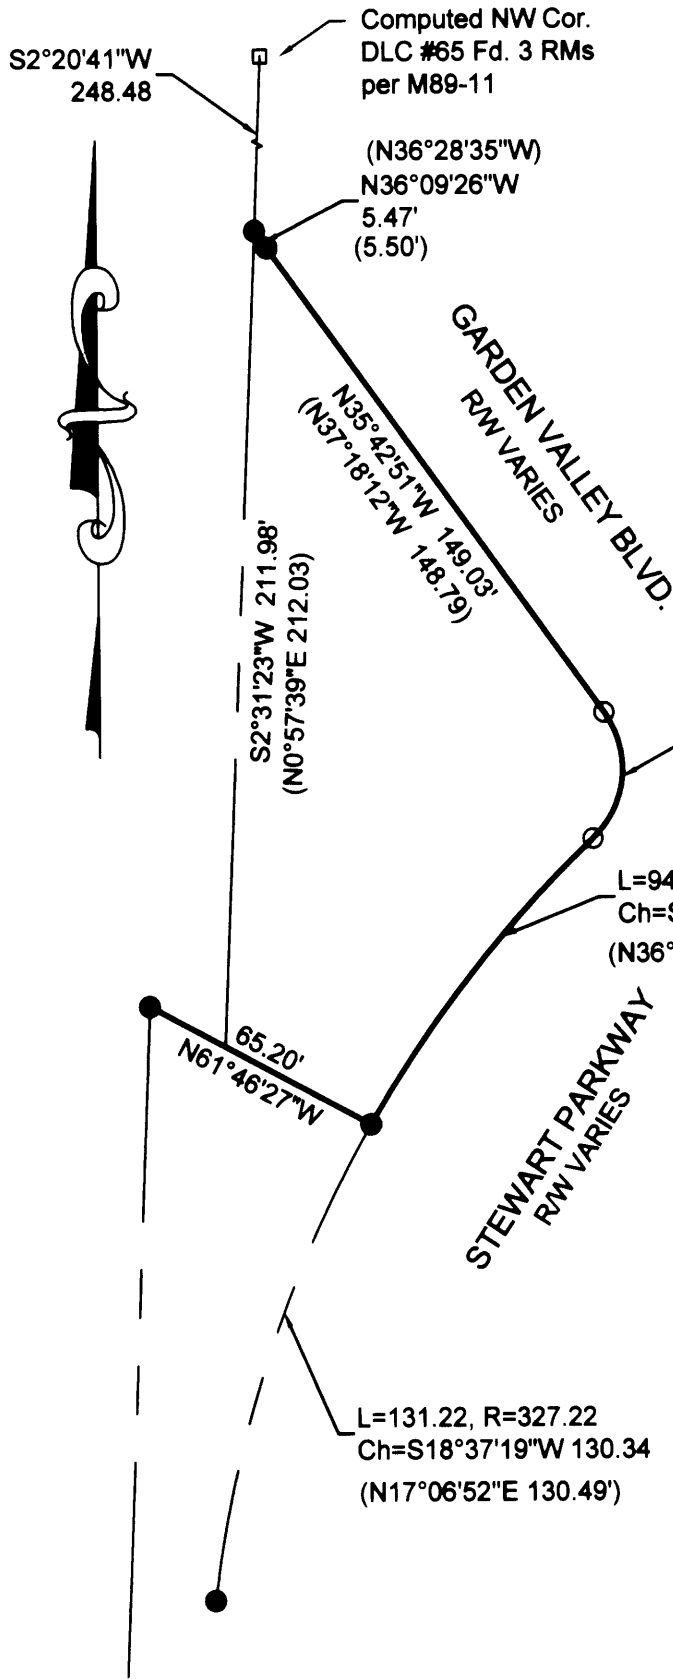 Computed NW Cor.
DLC #65 Fd. 3 RMs
per M89-11
S2°20'41"W
248.48
(N36°28'35"W)
N36°09'26"W
5.47'
(5.50')
GARDEN VALLEY BLVD.
R/W VARIES
N35°42'51"W 149.03'
(N37°18'12"W 148.79)
S2°31'23"W 211.98'
(N0°57'39"E 212.03)
L=94
Ch=S
(N36°
65.20'
N61°46'27"W
STEWART PARKWAY
R/W VARIES
L=131.22, R=327.22
Ch=S18°37'19"W 130.34
(N17°06'52"E 130.49')